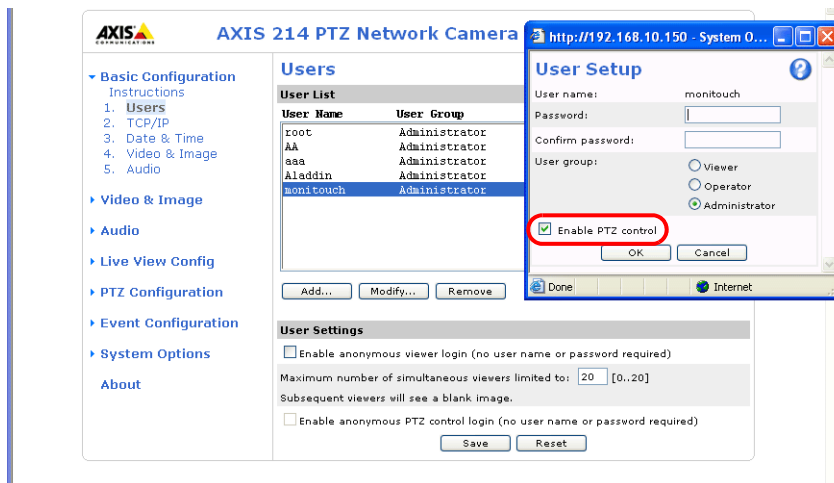 AXIS
COMMUNICATIONS
AXIS 214 PTZ Network Camera
Basic Configuration
Instructions
1. Users
2. TCP/IP
3. Date & Time
4. Video & Image
5. Audio
Video & Image
Audio
Live View Config
PTZ Configuration
Event Configuration
System Options
About
Users
User List
User Name User Group
root Administrator
AA Administrator
aaa Administrator
Aladdin Administrator
monitouch Administrator
Add... Modify... Remove
User Settings
Enable anonymous viewer login (no user name or password required)
Maximum number of simultaneous viewers limited to: 20 [0..20]
Subsequent viewers will see a blank image.
Enable anonymous PTZ control login (no user name or password required)
Save Reset
http://192.168.10.150 - System O...
User Setup
User name: monitouch
Password:
Confirm password:
User group:
Viewer
Operator
Administrator
Enable PTZ control
OK Cancel
Done Internet